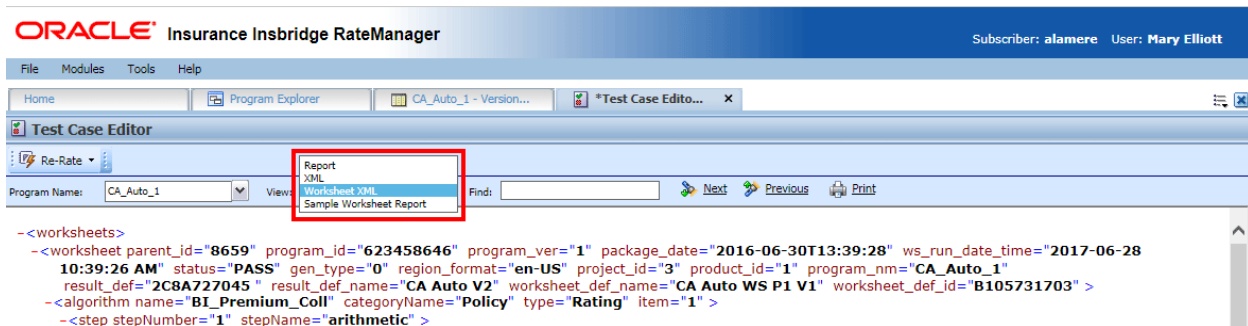 ORACLE® Insurance Insbridge RateManager
Subscriber: alamere User: Mary Elliott
File Modules Tools Help
Home Program Explorer CA_Auto_1 - Version... *Test Case Edito... x
Test Case Editor
Re-Rate
Report
XML
Worksheet XML
Sample Worksheet Report
Program Name: CA_Auto_1 View: Find: Next Previous Print
-<worksheets>
-<worksheet parent_id="8659" program_id="623458646" program_ver="1" package_date="2016-06-30T13:39:28" ws_run_date_time="2017-06-28
10:39:26 AM" status="PASS" gen_type="0" region_format="en-US" project_id="3" product_id="1" program_nm="CA_Auto_1"
result_def="2C8A727045 " result_def_name="CA Auto V2" worksheet_def_name="CA Auto WS P1 V1" worksheet_def_id="B105731703" >
-<algorithm name="BI_Premium_Coll" categoryName="Policy" type="Rating" item="1" >
-<step stepNumber="1" stepName="arithmetic" >